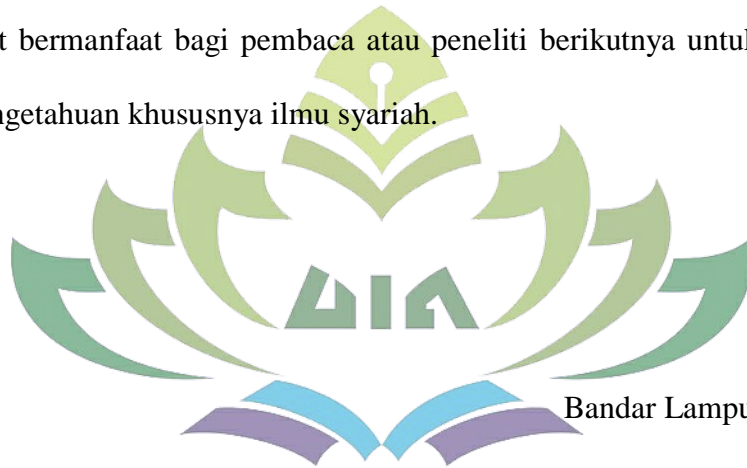 t bermanfaat bagi pembaca atau peneliti berikutnya untuk
ngetahuan khususnya ilmu syariah.
UIN
Bandar Lampu